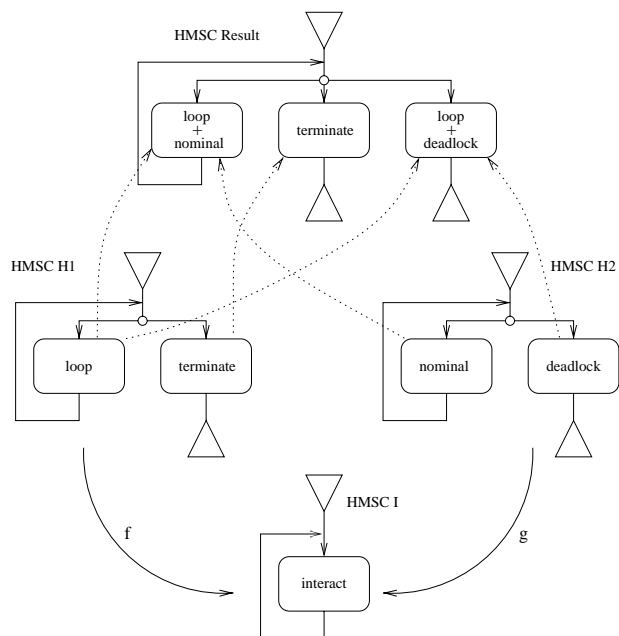 HMSC Result
loop
+
nominal
terminate
loop
+
deadlock
HMSC H1
HMSC H2
loop
terminate
nominal
deadlock
HMSC I
f
g
interact